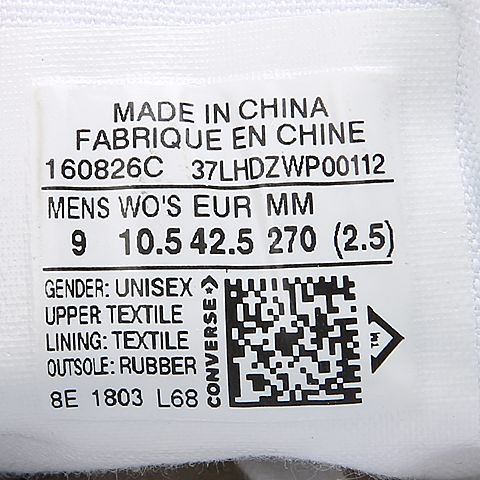 MADE IN CHINA
FABRIQUE EN CHINE
160826C 37LHDZWP00112
MENS WO'S EUR MM
9 10.5 42.5 270 (2.5)
GENDER: UNISEX
UPPER TEXTILE
LINING: TEXTILE
OUTSOLE: RUBBER
8E 1803 L68
CONVERSE
TM